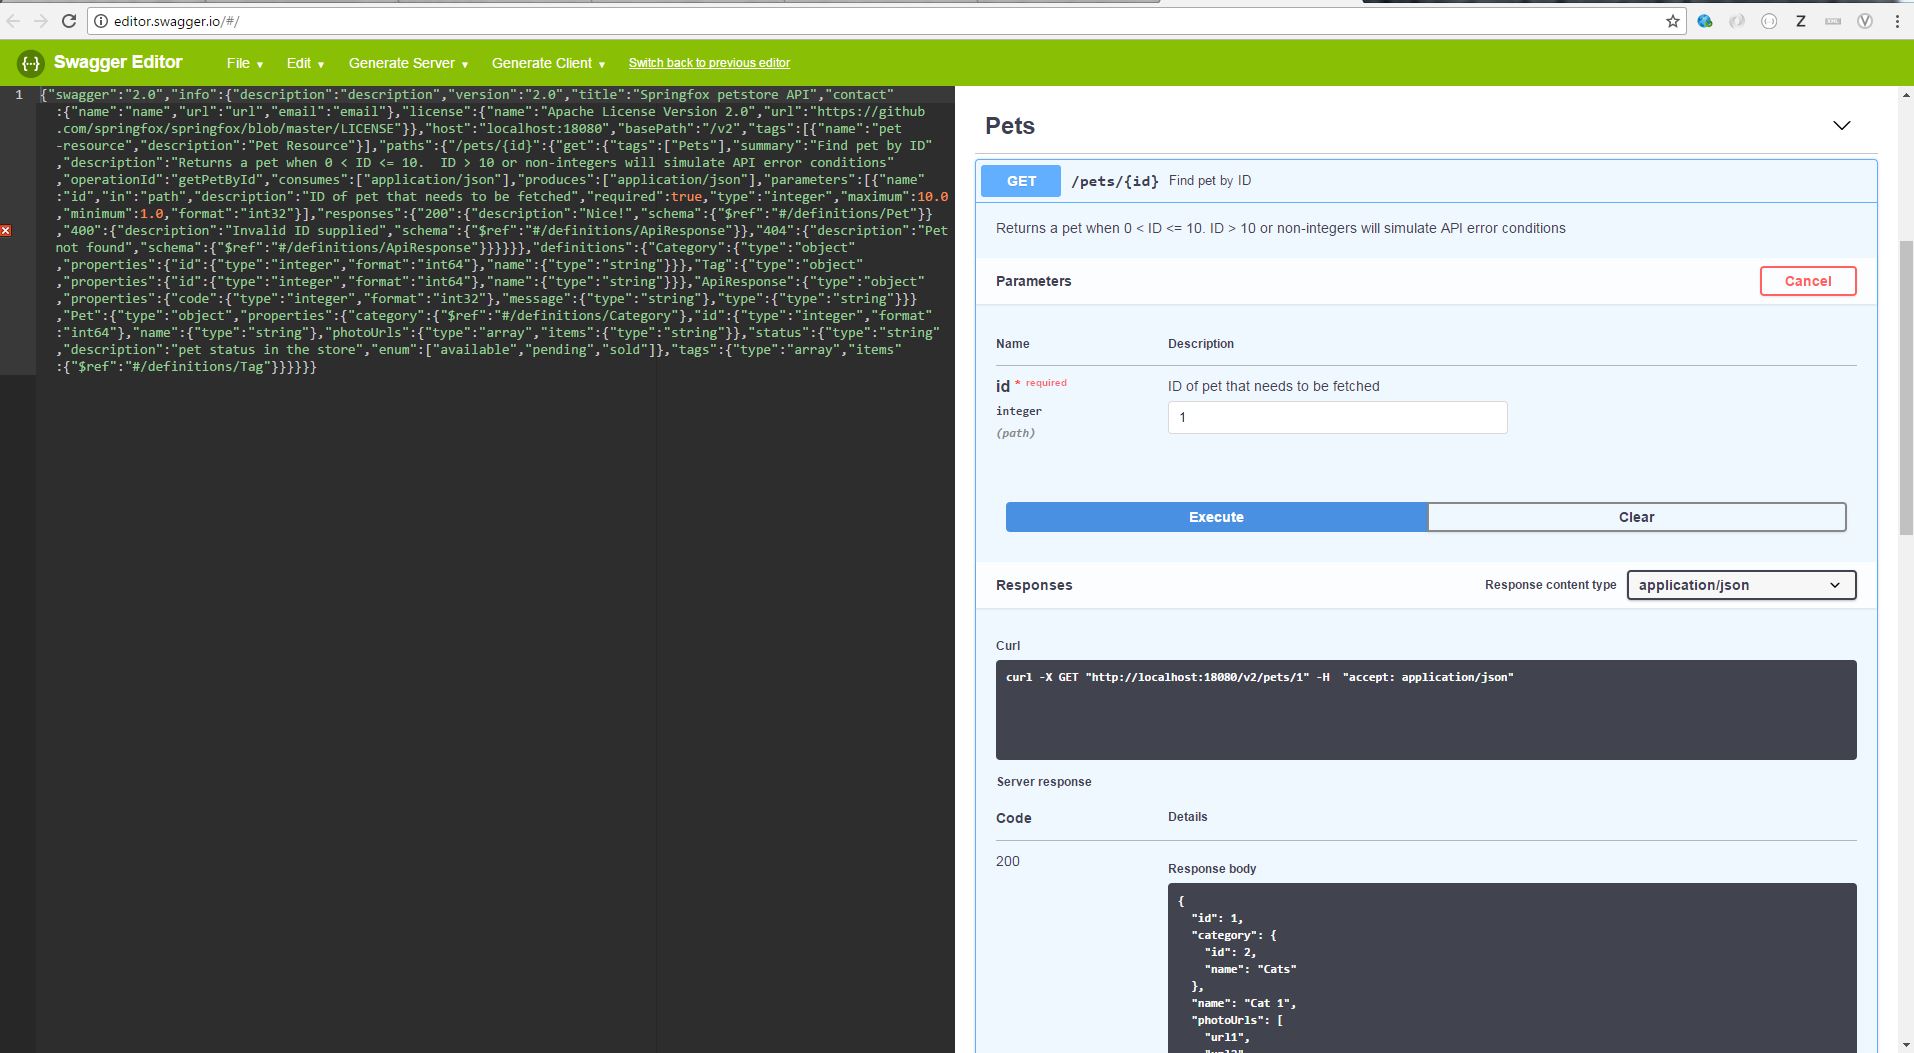 editor.swagger.io/#/
Z
Swagger Editor
File
Edit
Generate Server
Generate Client
Switch back to previous editor
1
{"swagger":"2.0","info":{"description":"description","version":"2.0","title":"Springfox petstore API","contact"
:{"name":"name","url":"url","email":"email"},"license":{"name":"Apache License Version 2.0","url":"https://github
.com/springfox/springfox/blob/master/LICENSE"}},"host":"localhost:18080","basePath":"/v2","tags":[{"name":"pet
-resource","description":"Pet Resource"}],"paths":{"/pets/{id}":{"get":{"tags":["Pets"],"summary":"Find pet by ID"
,"description":"Returns a pet when 0 < ID <= 10.  ID > 10 or non-integers will simulate API error conditions"
,"operationId":"getPetById","consumes":["application/json"],"produces":["application/json"],"parameters":[{"name"
:"id","in":"path","description":"ID of pet that needs to be fetched","required":true,"type":"integer","maximum":10.0
,"minimum":1.0,"format":"int32"}],"responses":{"200":{"description":"Nice!","schema":{"$ref":"#/definitions/Pet"}}
,"400":{"description":"Invalid ID supplied","schema":{"$ref":"#/definitions/ApiResponse"}},"404":{"description":"Pet
not found","schema":{"$ref":"#/definitions/ApiResponse"}}}}}},"definitions":{"Category":{"type":"object"
,"properties":{"id":{"type":"integer","format":"int64"},"name":{"type":"string"}}},"Tag":{"type":"object"
,"properties":{"id":{"type":"integer","format":"int64"},"name":{"type":"string"}}},"ApiResponse":{"type":"object"
,"properties":{"code":{"type":"integer","format":"int32"},"message":{"type":"string"},"type":{"type":"string"}}}
,"Pet":{"type":"object","properties":{"category":{"$ref":"#/definitions/Category"},"id":{"type":"integer","format"
:"int64"},"name":{"type":"string"},"photoUrls":{"type":"array","items":{"type":"string"}},"status":{"type":"string"
,"description":"pet status in the store","enum":["available","pending","sold"]},"tags":{"type":"array","items"
:{"$ref":"#/definitions/Tag"}}}}}}
Pets
GET /pets/{id} Find pet by ID
Returns a pet when 0 < ID <= 10. ID > 10 or non-integers will simulate API error conditions
Parameters
Cancel
Name Description
id * required
ID of pet that needs to be fetched
integer
1
(path)
Execute
Clear
Responses
Response content type
application/json
Curl
curl -X GET "http://localhost:18080/v2/pets/1" -H  "accept: application/json"
Server response
Code Details
200
Response body
{
"id": 1,
"category": {
"id": 2,
"name": "Cats"
},
"name": "Cat 1",
"photoUrls": [
"url1",